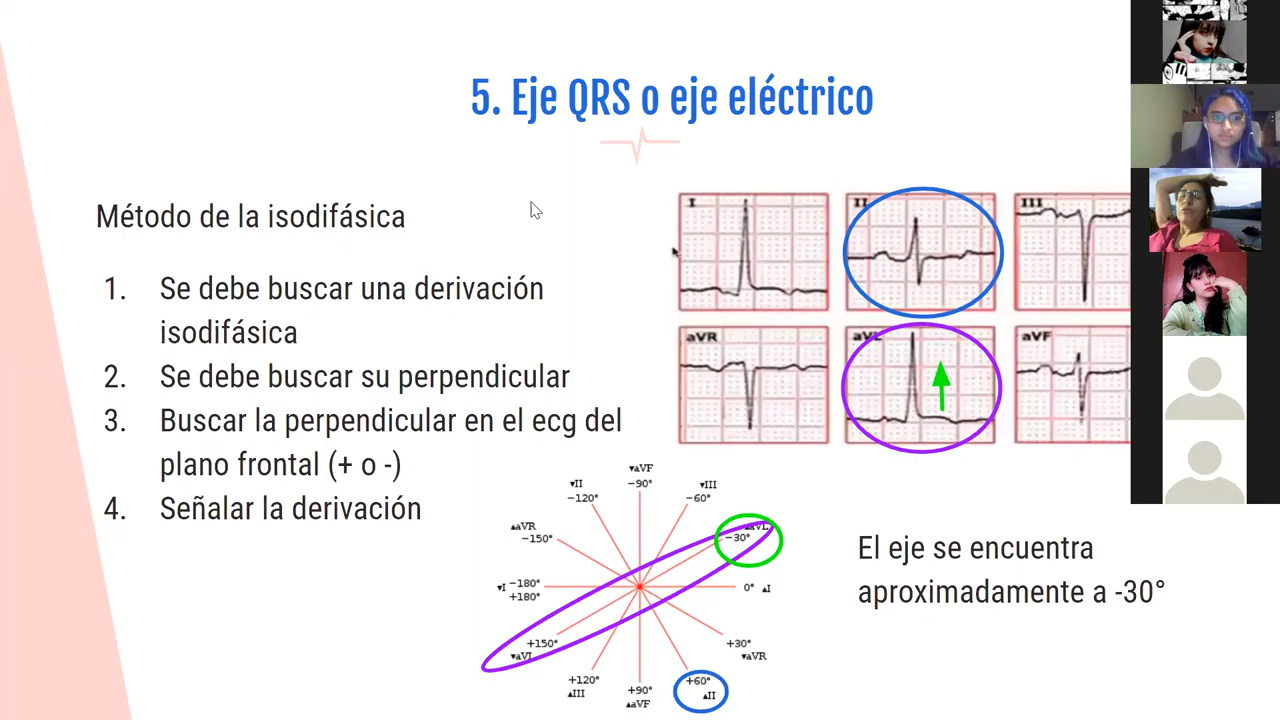 5. Eje QRS o eje eléctrico
Método de la isodifásica
1. Se debe buscar una derivación
isodifásica
2. Se debe buscar su perpendicular
3. Buscar la perpendicular en el ecg del
plano frontal (+ o -)
4. Señalar la derivación
I
II
III
aVR
aVL
aVF
▾aVF
−90°
▾II
−120°
▾III
−60°
▴aVR
−150°
▴aVL
−30°
▾I
−180°
+180°
0° ▴I
+150°
▾aVL
+30°
▾aVR
+120°
▴III
+90°
▴aVF
+60°
▴II
El eje se encuentra
aproximadamente a -30°